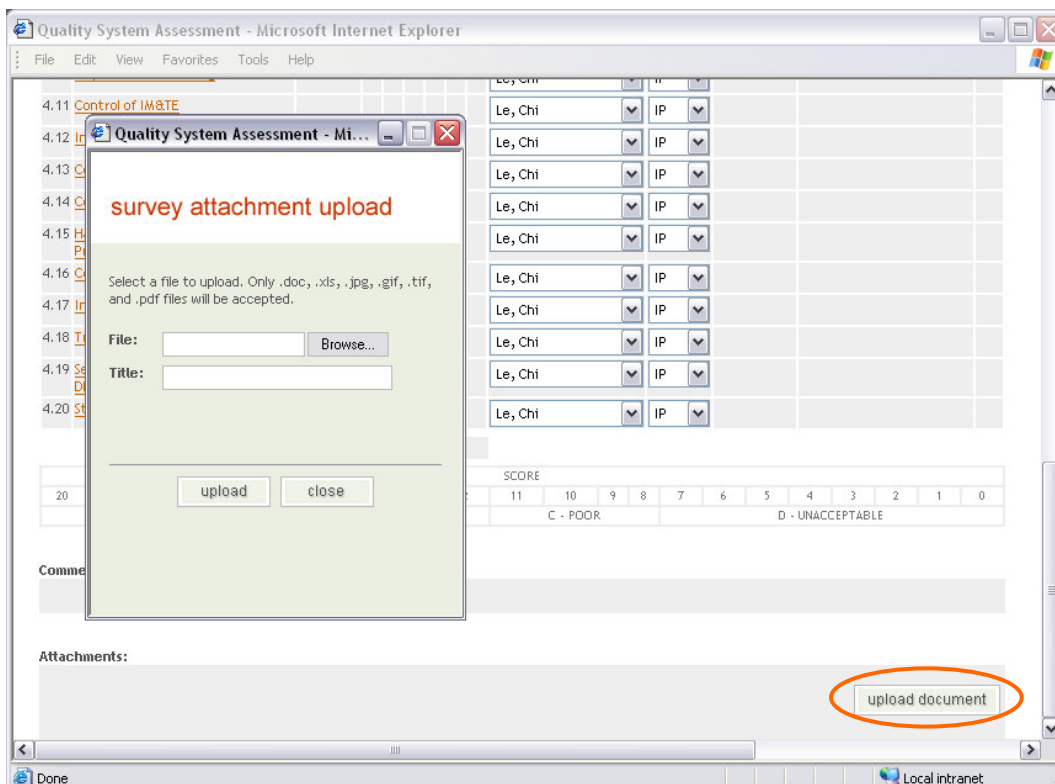 Quality System Assessment - Microsoft Internet Explorer
File Edit View Favorites Tools Help
4.11 Control of IM&TE Le, Chi IP
4.12 Le, Chi IP
4.13 Le, Chi IP
4.14 Le, Chi IP
4.15 Le, Chi IP
4.16 Le, Chi IP
4.17 Le, Chi IP
4.18 Le, Chi IP
4.19 Le, Chi IP
4.20 Le, Chi IP
Quality System Assessment - Mi...
survey attachment upload
Select a file to upload. Only .doc, .xls, .jpg, .gif, .tif,
and .pdf files will be accepted.
File: Browse...
Title:
upload close
SCORE
20 11 10 9 8 7 6 5 4 3 2 1 0
C - POOR D - UNACCEPTABLE
Comme
Attachments:
upload document
Done Local intranet